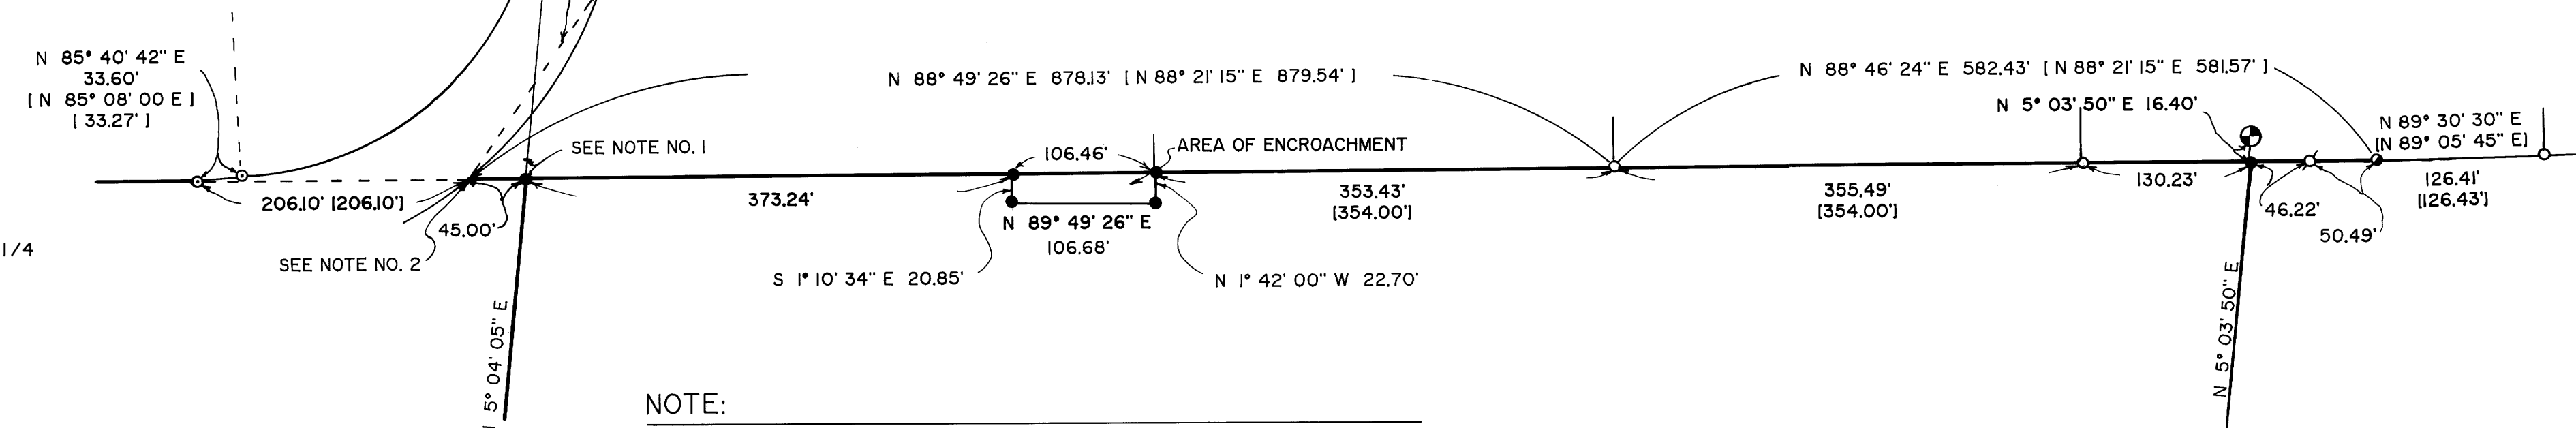 N 85° 40' 42" E
33.60'
[ N 85° 08' 00 E ]
[ 33.27' ]
N 88° 49' 26" E 878.13' [ N 88° 21' 15" E 879.54' ]
N 88° 46' 24" E 582.43' [ N 88° 21' 15" E 581.57' ]
N 5° 03' 50" E 16.40'
N 89° 30' 30" E
[N 89° 05' 45" E]
SEE NOTE NO. 1
106.46'
AREA OF ENCROACHMENT
206.10' [206.10']
45.00'
373.24'
N 89° 49' 26" E
106.68'
353.43'
[354.00']
355.49'
[354.00']
130.23'
46.22'
50.49'
126.41'
[126.43']
1/4
SEE NOTE NO. 2
S 1° 10' 34" E 20.85'
N 1° 42' 00" W 22.70'
5° 04' 05" E
N 5° 03' 50" E
NOTE: